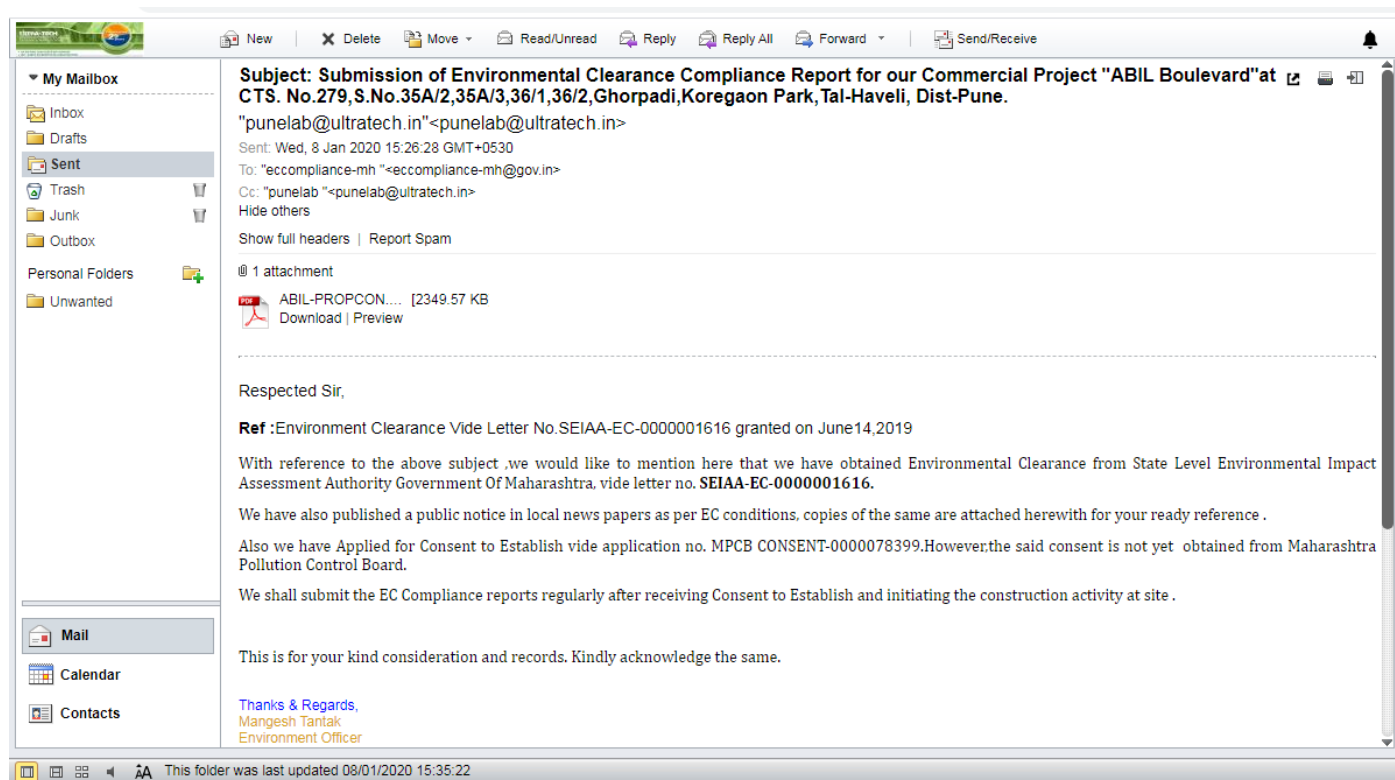 New | Delete Move Read/Unread Reply Reply All Forward | Send/Receive
My Mailbox
Inbox
Drafts
Sent
Trash
Junk
Outbox
Personal Folders
Unwanted
Mail
Calendar
Contacts
Subject: Submission of Environmental Clearance Compliance Report for our Commercial Project "ABIL Boulevard"at
CTS. No.279,S.No.35A/2,35A/3,36/1,36/2,Ghorpadi,Koregaon Park,Tal-Haveli, Dist-Pune.
"punelab@ultratech.in"<punelab@ultratech.in>
Sent: Wed, 8 Jan 2020 15:26:28 GMT+0530
To: "eccompliance-mh "<eccompliance-mh@gov.in>
Cc: "punelab "<punelab@ultratech.in>
Hide others
Show full headers | Report Spam
1 attachment
PDF
ABIL-PROPCON.... [2349.57 KB
Download | Preview
Respected Sir,
Ref :Environment Clearance Vide Letter No.SEIAA-EC-0000001616 granted on June14,2019
With reference to the above subject ,we would like to mention here that we have obtained Environmental Clearance from State Level Environmental Impact
Assessment Authority Government Of Maharashtra, vide letter no. SEIAA-EC-0000001616.
We have also published a public notice in local news papers as per EC conditions, copies of the same are attached herewith for your ready reference .
Also we have Applied for Consent to Establish vide application no. MPCB CONSENT-0000078399.However,the said consent is not yet obtained from Maharashtra
Pollution Control Board.
We shall submit the EC Compliance reports regularly after receiving Consent to Establish and initiating the construction activity at site .
This is for your kind consideration and records. Kindly acknowledge the same.
Thanks & Regards,
Mangesh Tantak
Environment Officer
ÂA This folder was last updated 08/01/2020 15:35:22